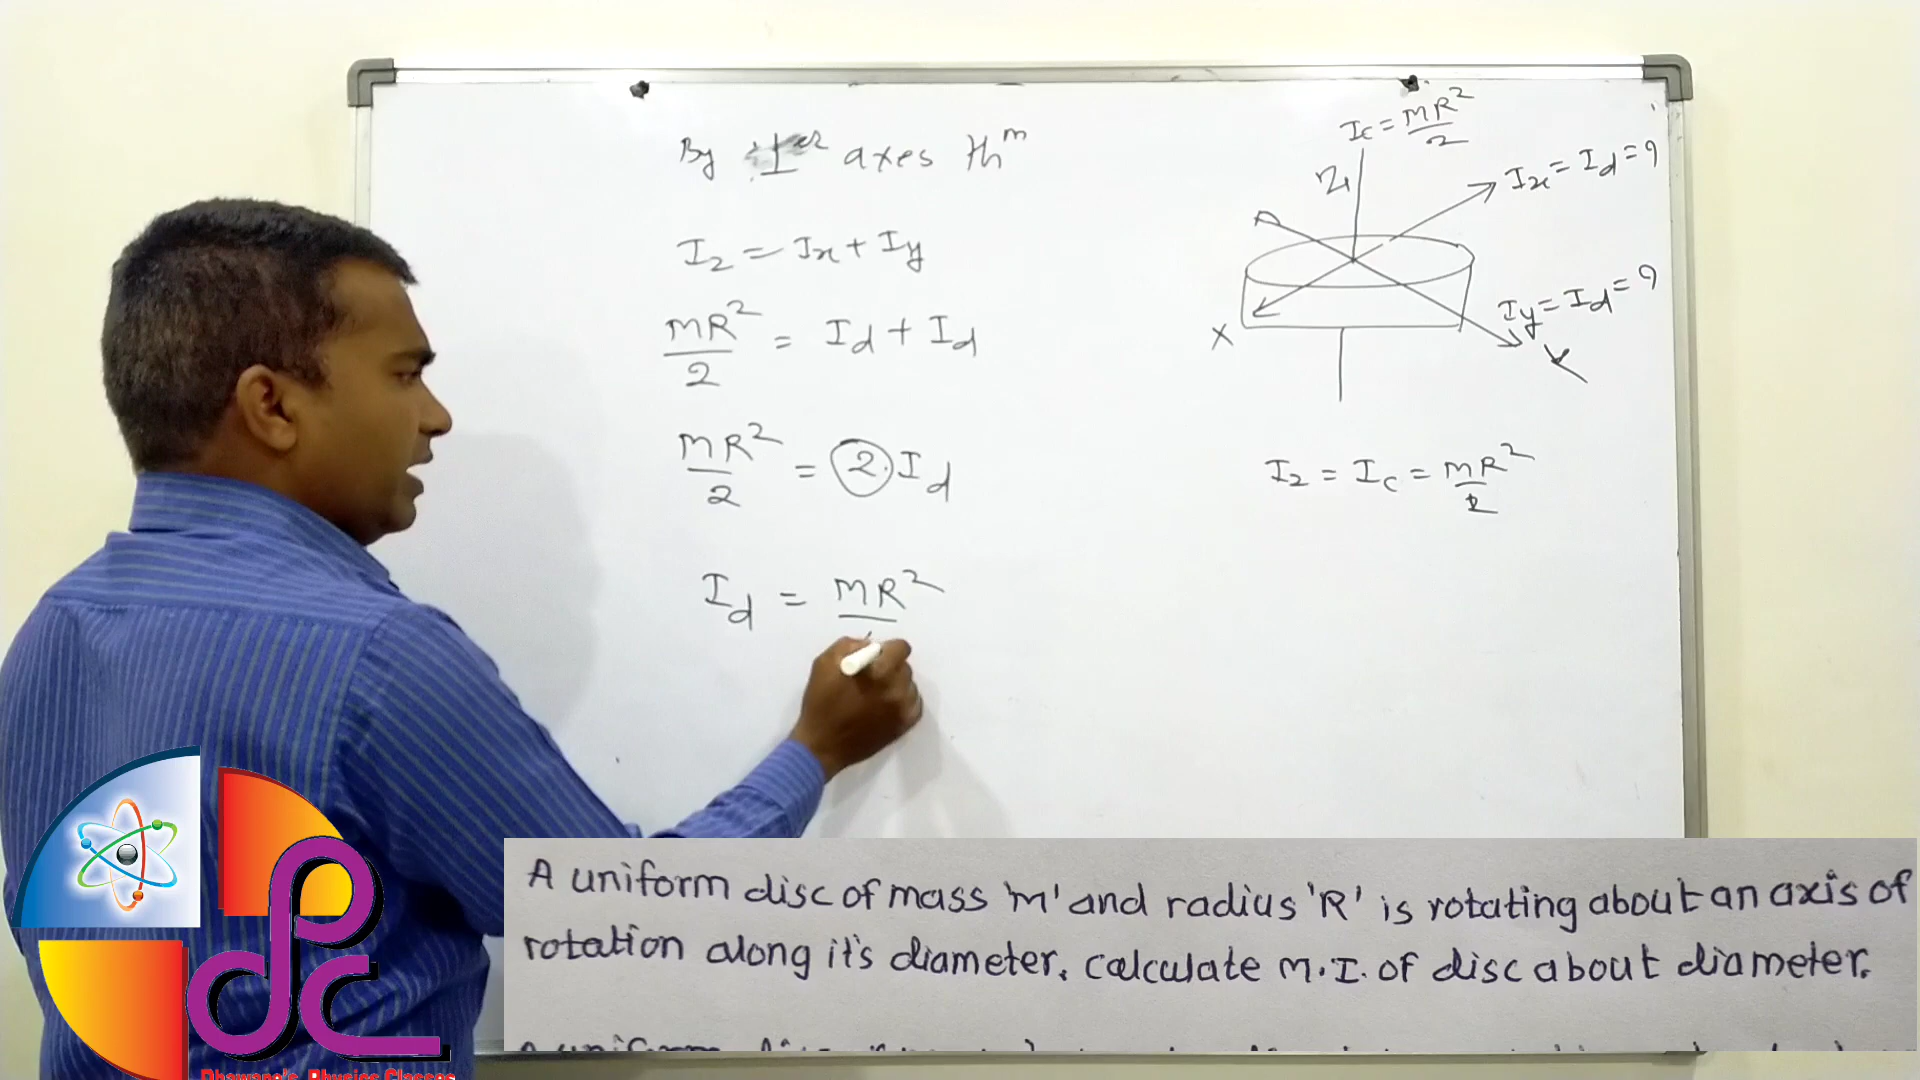 By ⊥er axes thm
Iz = Ix + Iy
MR²/2 = Id + Id
MR²/2 = 2.Id
Id = MR²
Ic = MR²/2
Z
Ix = Id = ?
Iy = Id = ?
X
Y
Iz = Ic = MR²/2
A uniform disc of mass 'M' and radius 'R' is rotating about an axis of
rotation along it's diameter. calculate M.I. of disc about diameter.
dpc